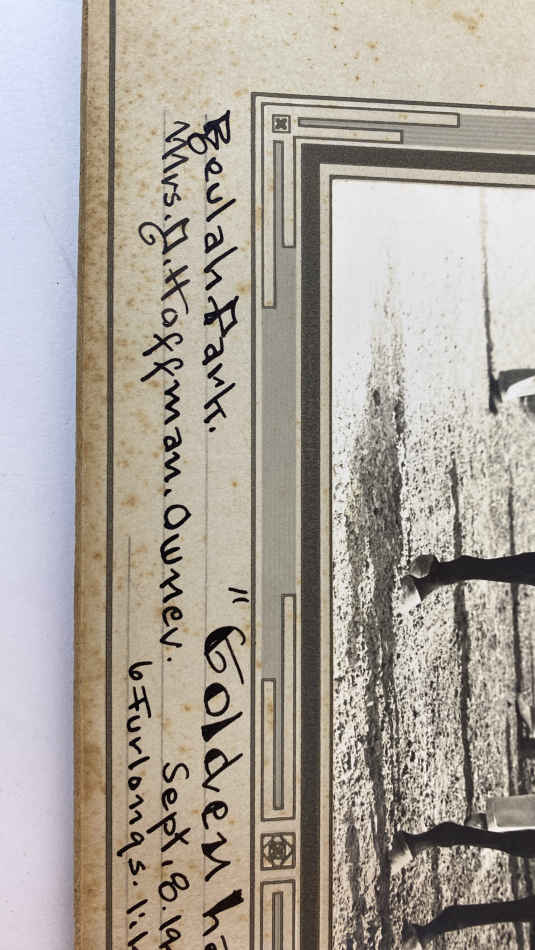 Beulah Park. "Golden
Mrs. J. Hoffman. Owner. Sept. 8.
6 Furlongs.